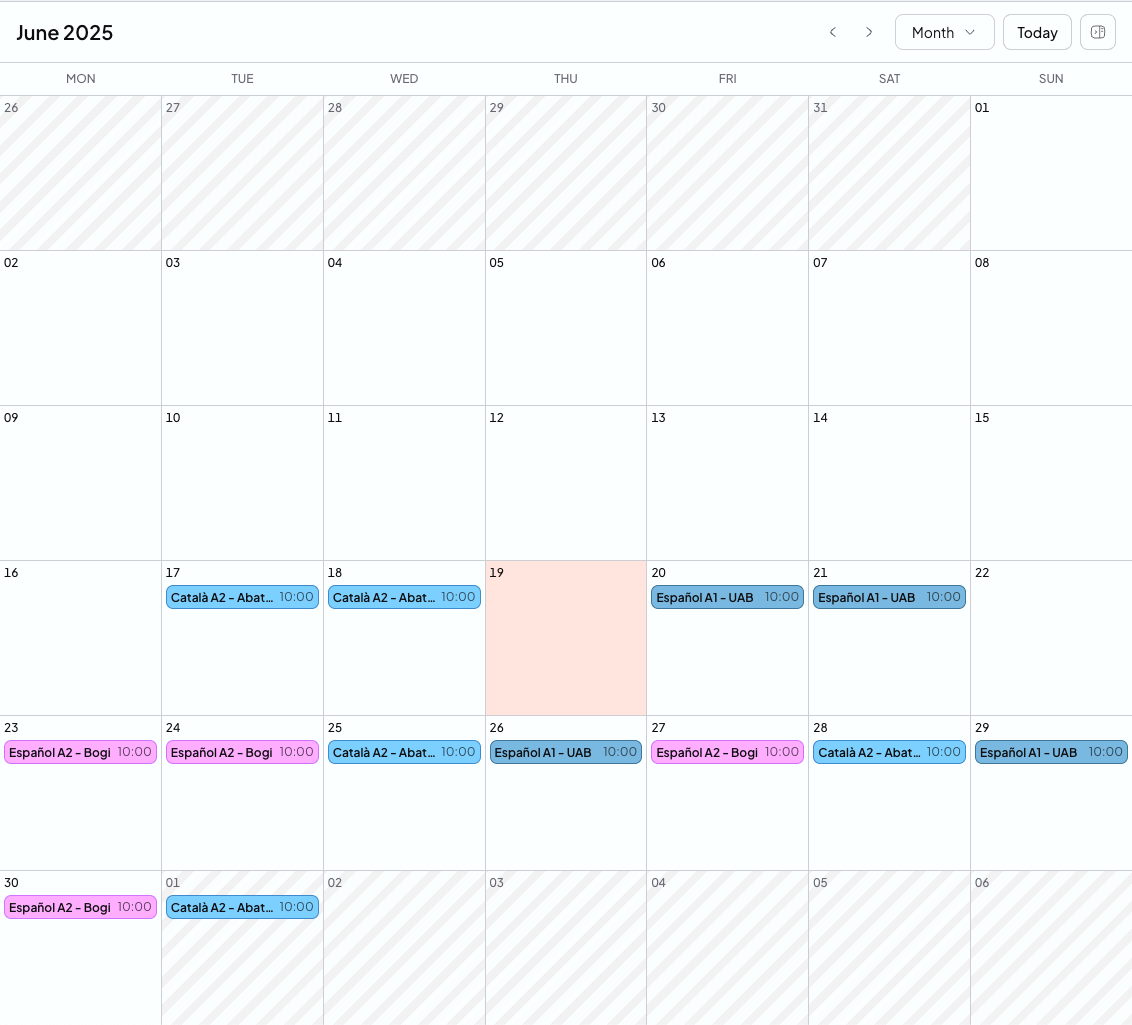 June 2025
Month
Today
MON TUE WED THU FRI SAT SUN
26 27 28 29 30 31 01
02 03 04 05 06 07 08
09 10 11 12 13 14 15
16 17 18 19 20 21 22
Català A2 - Abat... 10:00 Català A2 - Abat... 10:00 Español A1 - UAB 10:00 Español A1 - UAB 10:00
23 24 25 26 27 28 29
Español A2 - Bogi 10:00 Español A2 - Bogi 10:00 Català A2 - Abat... 10:00 Español A1 - UAB 10:00 Español A2 - Bogi 10:00 Català A2 - Abat... 10:00 Español A1 - UAB 10:00
30 01 02 03 04 05 06
Español A2 - Bogi 10:00 Català A2 - Abat... 10:00